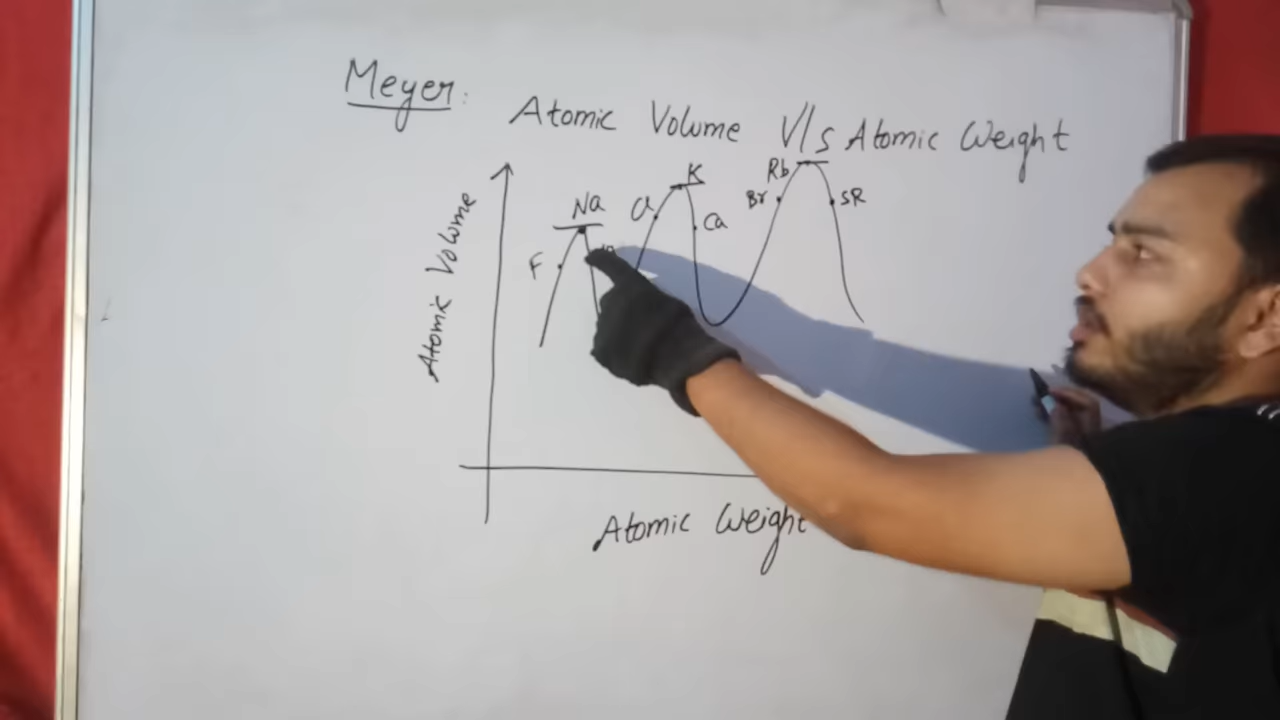 Meyer:
Atomic Volume V/s Atomic Weight
Atomic Volume
F
Na
Cl
K
Ca
Br
Rb
SR
Atomic Weight